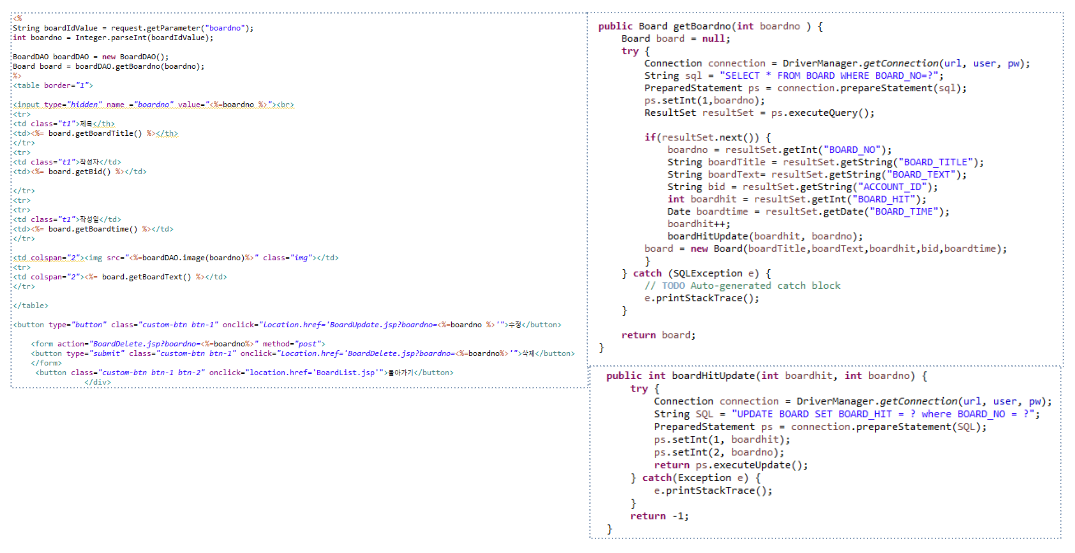 <%
String boardIdValue = request.getParameter("boardno");
int boardno = Integer.parseInt(boardIdValue);

BoardDAO boardDAO = new BoardDAO();
Board board = boardDAO.getBoardno(boardno);
%>
<table border="1">

<input type="hidden" name ="boardno" value="<%=boardno %>"><br>
<tr>
<td class="t1">제목</th>
<td><%= board.getBoardTitle() %></th>
</tr>
<tr>
<td class="t1">작성자</td>
<td><%= board.getBid() %></td>

</tr>
<tr>
<tr>
<td class="t1">작성일</td>
<td><%= board.getBoardtime() %></td>
</tr>

<td colspan="2"><img src="<%=boardDAO.image(boardno)%>" class="img"></td>
<tr>
<td colspan="2"><%= board.getBoardText() %></td>
</tr>

</table>

<button type="button" class="custom-btn btn-1" onclick="Location.href='BoardUpdate.jsp?boardno=<%=boardno %>'">수정</button>

<form action="BoardDelete.jsp?boardno=<%=boardno%>" method="post">
<button type="submit" class="custom-btn btn-1" onclick="Location.href='BoardDelete.jsp?boardno=<%=boardno%>'">삭제</button>
</form>
<button class="custom-btn btn-1 btn-2" onclick="location.href='BoardList.jsp'">돌아가기</button>
</div>

public Board getBoardno(int boardno ) {
Board board = null;
try {
Connection connection = DriverManager.getConnection(url, user, pw);
String sql = "SELECT * FROM BOARD WHERE BOARD_NO=?";
PreparedStatement ps = connection.prepareStatement(sql);
ps.setInt(1,boardno);
ResultSet resultSet = ps.executeQuery();

if(resultSet.next()) {
boardno = resultSet.getInt("BOARD_NO");
String boardTitle = resultSet.getString("BOARD_TITLE");
String boardText= resultSet.getString("BOARD_TEXT");
String bid = resultSet.getString("ACCOUNT_ID");
int boardhit = resultSet.getInt("BOARD_HIT");
Date boardtime = resultSet.getDate("BOARD_TIME");
boardhit++;
boardHitUpdate(boardhit, boardno);
board = new Board(boardTitle,boardText,boardhit,bid,boardtime);
}
} catch (SQLException e) {
// TODO Auto-generated catch block
e.printStackTrace();
}

return board;
}

public int boardHitUpdate(int boardhit, int boardno) {
try {
Connection connection = DriverManager.getConnection(url, user, pw);
String SQL = "UPDATE BOARD SET BOARD_HIT = ? where BOARD_NO = ?";
PreparedStatement ps = connection.prepareStatement(SQL);
ps.setInt(1, boardhit);
ps.setInt(2, boardno);
return ps.executeUpdate();
} catch(Exception e) {
e.printStackTrace();
}
return -1;
}